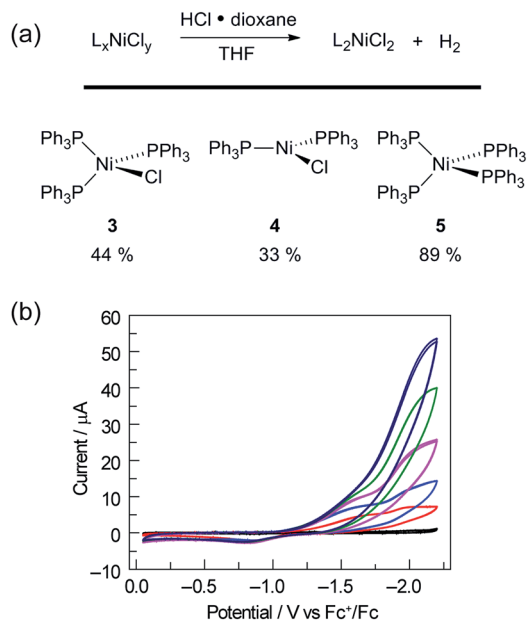 (a)
LₓNiCl_y HCl • dioxane L₂NiCl₂ + H₂
THF
Ph₃P PPh₃ Ni Cl Ph₃P
Ph₃P Ni PPh₃ Cl
Ph₃P Ni PPh₃ PPh₃ Ph₃P
3 4 5
44 % 33 % 89 %
(b)
60
50
40
30
20
10
0
–10
Current / µA
0.0 –0.5 –1.0 –1.5 –2.0
Potential / V vs Fc⁺/Fc